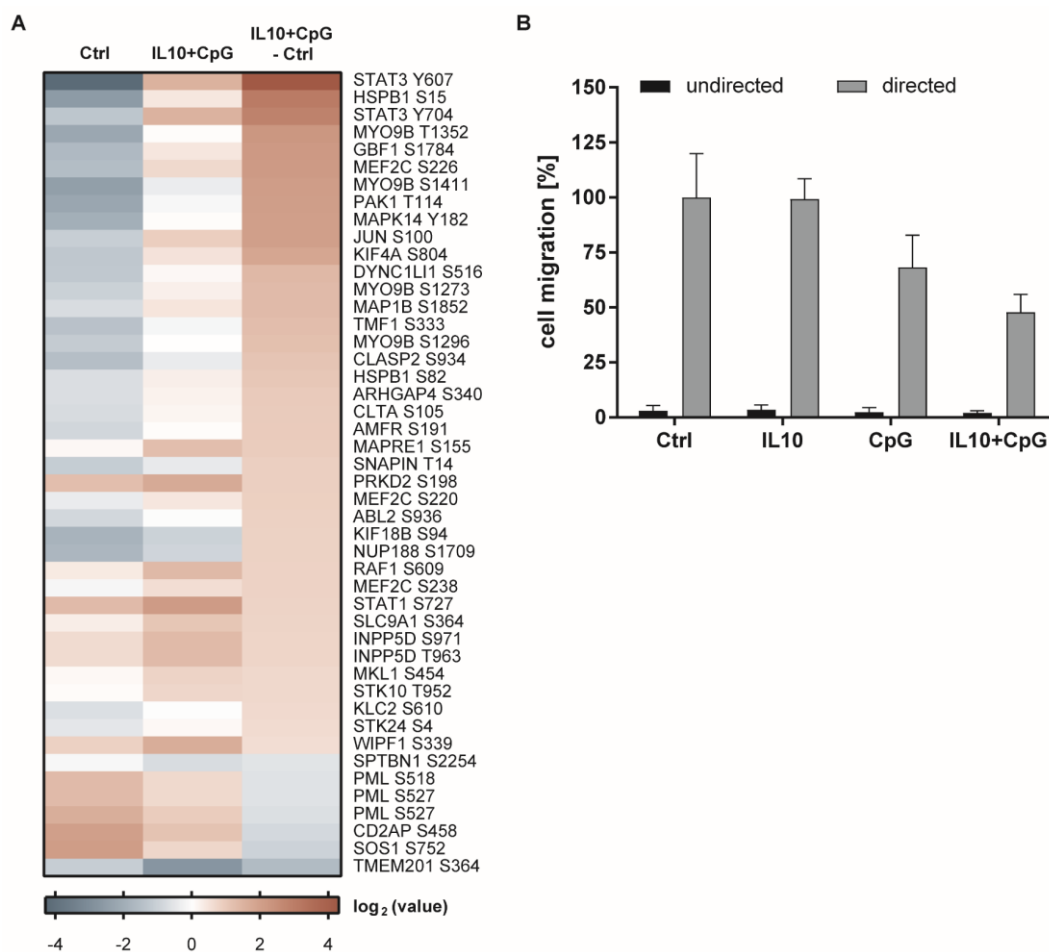 A
Ctrl
IL10+CpG
IL10+CpG
- Ctrl
STAT3 Y607
HSPB1 S15
STAT3 Y704
MYO9B T1352
GBF1 S1784
MEF2C S226
MYO9B S1411
PAK1 T114
MAPK14 Y182
JUN S100
KIF4A S804
DYNC1LI1 S516
MYO9B S1273
MAP1B S1852
TMF1 S333
MYO9B S1296
CLASP2 S934
HSPB1 S82
ARHGAP4 S340
CLTA S105
AMFR S191
MAPRE1 S155
SNAPIN T14
PRKD2 S198
MEF2C S220
ABL2 S936
KIF18B S94
NUP188 S1709
RAF1 S609
MEF2C S238
STAT1 S727
SLC9A1 S364
INPP5D S971
INPP5D T963
MKL1 S454
STK10 T952
KLC2 S610
STK24 S4
WIPF1 S339
SPTBN1 S2254
PML S518
PML S527
PML S527
CD2AP S458
SOS1 S752
TMEM201 S364
log2 (value)
-4 -2 0 2 4
B
undirected directed
cell migration [%]
150
125
100
75
50
25
0
Ctrl IL10 CpG IL10+CpG